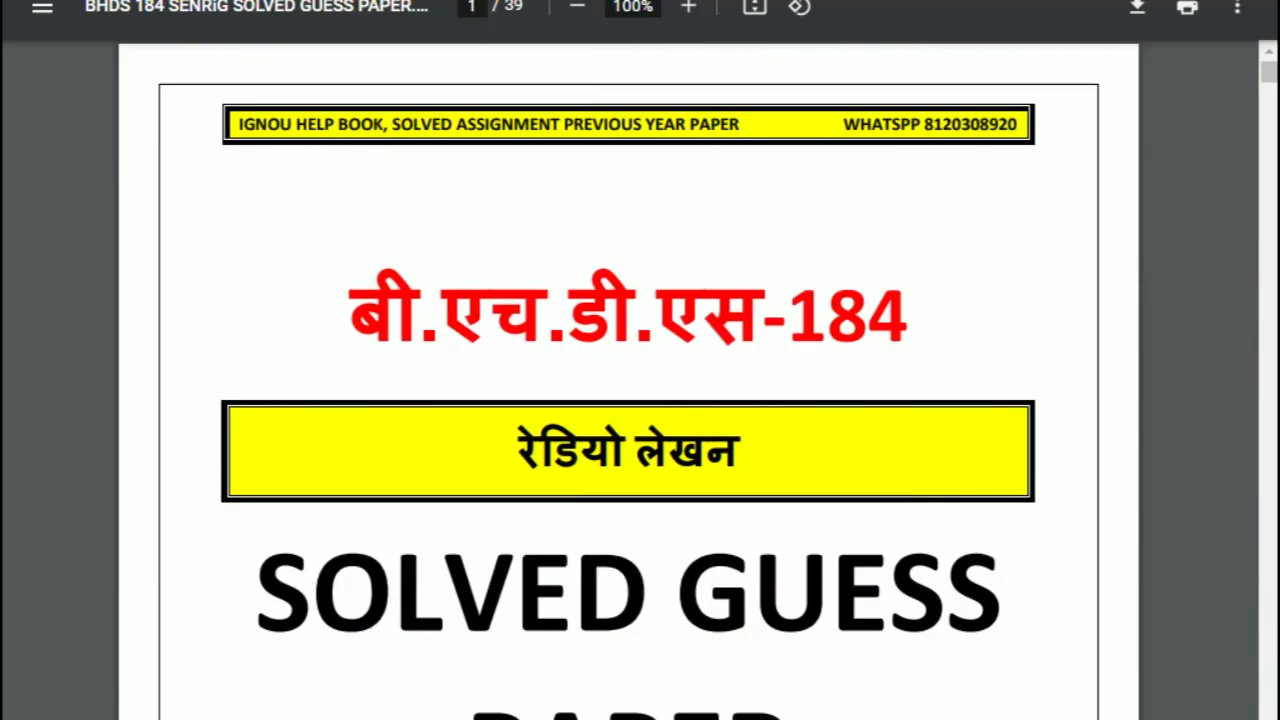 BHDS 184 SENRiG SOLVED GUESS PAPER.... 1 / 39 100%
IGNOU HELP BOOK, SOLVED ASSIGNMENT PREVIOUS YEAR PAPER WHATSPP 8120308920
बी.एच.डी.एस-184
रेडियो लेखन
SOLVED GUESS
PAPER